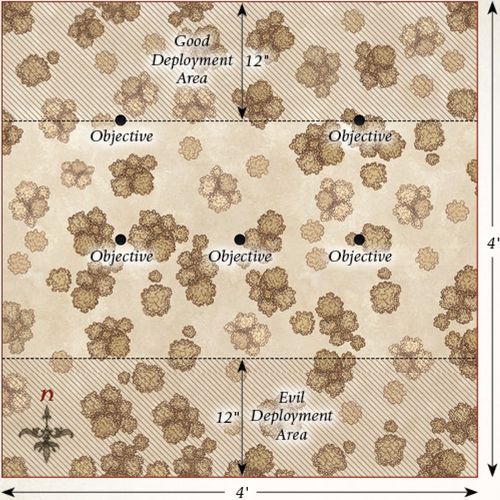 Good
Deployment
Area
12"
Objective
Objective
Objective
Objective
Objective
4'
12"
Evil
Deployment
Area
n
4'